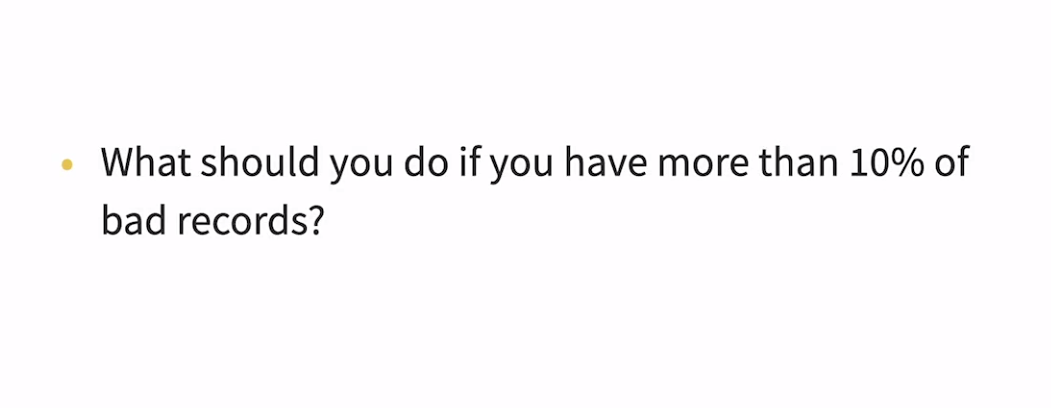 • What should you do if you have more than 10% of
bad records?